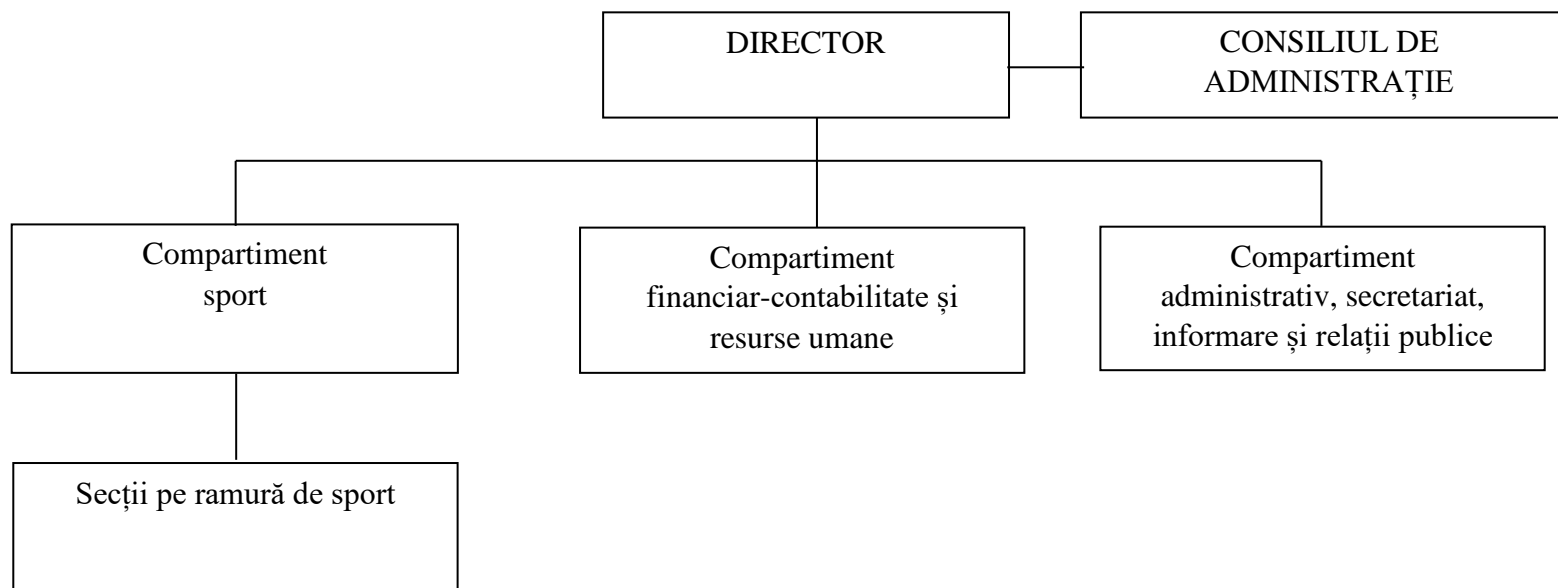 DIRECTOR
CONSILIUL DE
ADMINISTRAȚIE
Compartiment
sport
Compartiment
financiar-contabilitate și
resurse umane
Compartiment
administrativ, secretariat,
informare și relații publice
Secții pe ramură de sport